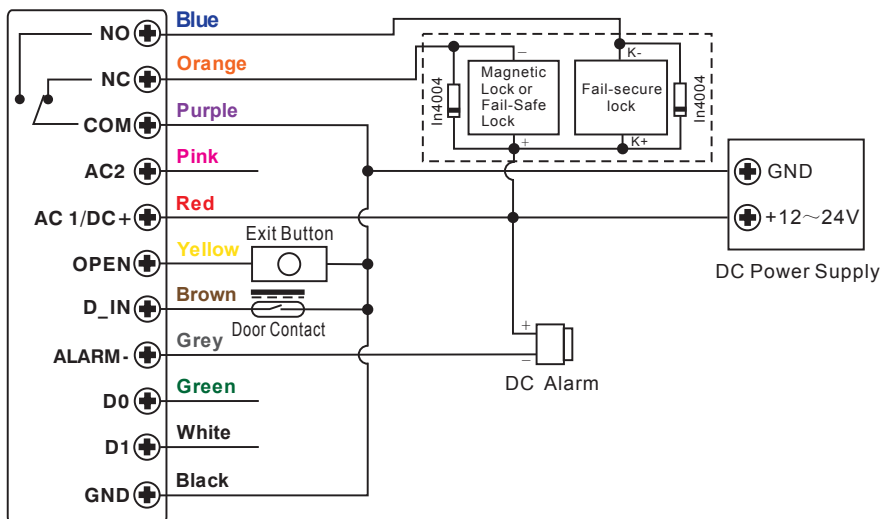 NO
Blue
NC
Orange
COM
Purple
AC2
Pink
AC 1/DC+
Red
OPEN
Yellow
Exit Button
D_IN
Brown
Door Contact
ALARM-
Grey
D0
Green
D1
White
GND
Black
In4004
−
Magnetic
Lock or
Fail-Safe
Lock
+
K-
Fail-secure
lock
K+
In4004
GND
+12~24V
DC Power Supply
+
−
DC Alarm